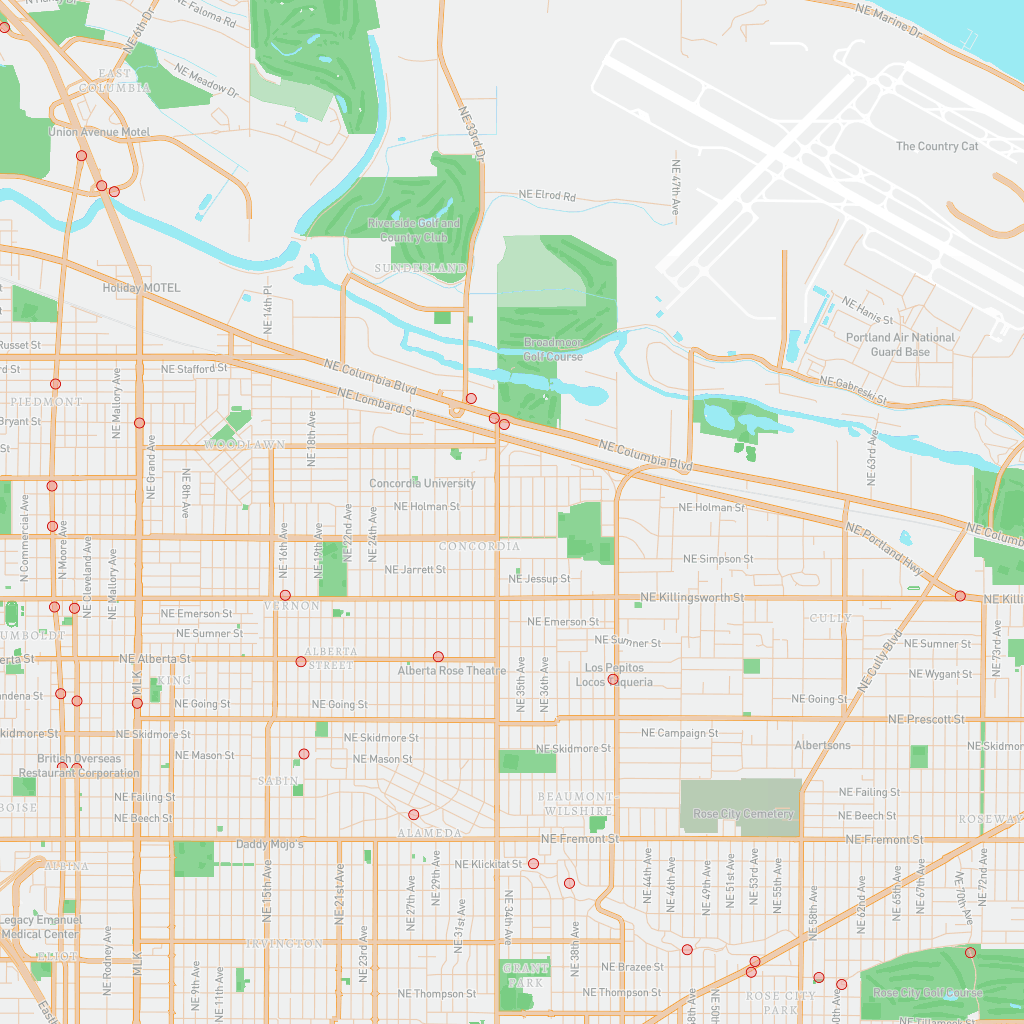 NE Faloma Rd
NE 6th Dr
NE Marine Dr
EAST
COLUMBIA
NE Meadow Dr
Union Avenue Motel
NE 33rd Dr
The Country Cat
NE 47th Ave
NE Elrod Rd
Riverside Golf and
Country Club
SUNDERLAND
Holiday MOTEL
NE 14th Pl
NE Hanis St
Portland Air National
Guard Base
Russet St
Broadmoor
Golf Course
NE Stafford St
NE Columbia Blvd
NE Lombard St
NE Gabreski St
PIEDMONT
NE Mallory Ave
Bryant St
NE Grand Ave
WOODLAWN
NE 18th Ave
NE Columbia Blvd
NE 63rd Ave
NE 8th Ave
Concordia University
NE Holman St
NE Holman St
N Commercial Ave
N Moore Ave
NE Cleveland Ave
NE Mallory Ave
NE 16th Ave
NE 19th Ave
NE 22nd Ave
NE 24th Ave
CONCORDIA
NE Portland Hwy
NE Simpson St
NE Jarrett St
NE Jessup St
NE Killingsworth St
VERNON
NE Emerson St
NE Emerson St
CULLY
NE Sumner St
NE Sumner St
NE Sumner St
NE Cully Blvd
NE 73rd Ave
NE Alberta St
ALBERTA
STREET
Alberta Rose Theatre
Los Pepitos
Locos Taqueria
NE Wygant St
NE 35th Ave
NE 36th Ave
MLK
KING
NE Going St
NE Going St
NE Going St
NE Prescott St
Skidmore St
NE Skidmore St
NE Skidmore St
NE Skidmore St
NE Campaign St
Albertsons
NE Mason St
NE Mason St
British Overseas
Restaurant Corporation
SABIN
NE Failing St
NE Failing St
BEAUMONT-
WILSHIRE
BOISE
NE Beech St
NE Beech St
Rose City Cemetery
ROSEWAY
ALAMEDA
NE Fremont St
NE Fremont St
Daddy Mojo's
ALBINA
NE Klickitat St
NE 15th Ave
NE 21st Ave
NE 27th Ave
NE 29th Ave
NE 31st Ave
NE 34th Ave
NE 38th Ave
NE 44th Ave
NE 46th Ave
NE 49th Ave
NE 51st Ave
NE 53rd Ave
NE 55th Ave
NE 58th Ave
NE 62nd Ave
NE 65th Ave
NE 67th Ave
NE 70th Ave
NE 72nd Ave
Legacy Emanuel
Medical Center
NE Rodney Ave
MLK
IRVINGTON
NE 23rd Ave
ELIOT
NE 9th Ave
NE 11th Ave
GRANT
PARK
NE Brazee St
NE Thompson St
NE Thompson St
ROSE CITY
PARK
Rose City Golf Course
NE Tillamook St